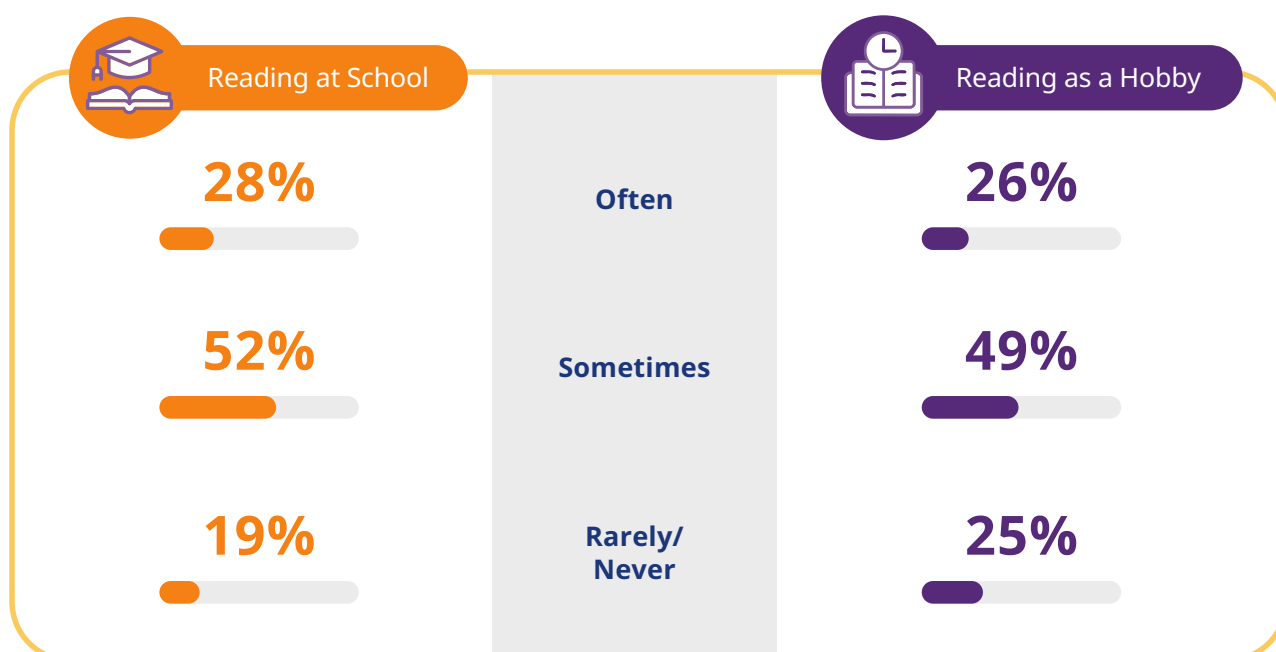 Reading at School
Reading as a Hobby
28%
Often
26%
52%
Sometimes
49%
19%
Rarely/
Never
25%